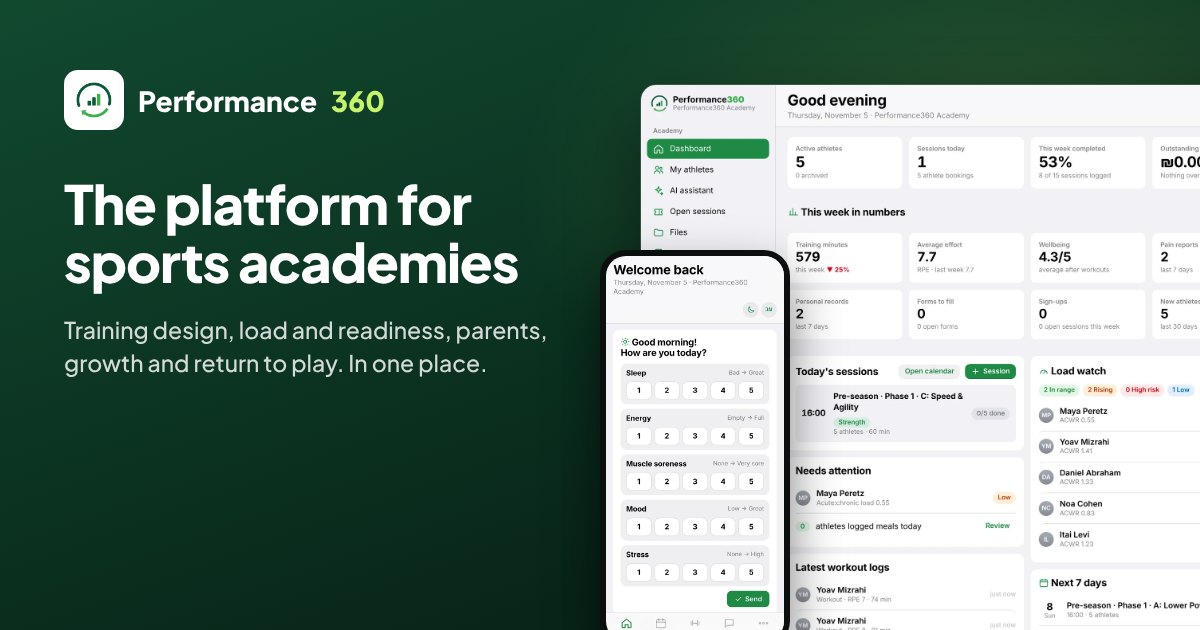 Performance 360
The platform for
sports academies
Training design, load and readiness, parents,
growth and return to play. In one place.
Performance360
Performance360 Academy
Academy
Dashboard
My athletes
AI assistant
Open sessions
Files
Good evening
Thursday, November 5 · Performance360 Academy
Active athletes
5
0 archived
Sessions today
1
5 athlete bookings
This week completed
53%
8 of 15 sessions logged
Outstanding
₪0.00
Nothing over
This week in numbers
Training minutes
579
this week ▼ 25%
Average effort
7.7
RPE · last week 7.7
Wellbeing
4.3/5
average after workouts
Pain reports
2
last 7 days
Personal records
2
last 7 days
Forms to fill
0
0 open forms
Sign-ups
0
0 open sessions this week
New athletes
5
last 30 days
Today's sessions
Open calendar
+ Session
16:00
Pre-season · Phase 1 · C: Speed &
Agility
Strength
5 athletes · 60 min
0/5 done
Needs attention
MP
Maya Peretz
Acute:chronic load 0.55
Low
0 athletes logged meals today
Review
Latest workout logs
YM
Yoav Mizrahi
Workout · RPE 7 · 74 min
just now
YM
Yoav Mizrahi
just now
Load watch
2 In range
2 Rising
0 High risk
1 Low
MP
Maya Peretz
ACWR 0.55
YM
Yoav Mizrahi
ACWR 1.41
DA
Daniel Abraham
ACWR 1.33
NC
Noa Cohen
ACWR 0.83
IL
Itai Levi
ACWR 1.23
Next 7 days
8
Sun
Pre-season · Phase 1 · A: Lower Po
16:00 · 5 athletes
Welcome back
Thursday, November 5 · Performance360
Academy
Good morning!
How are you today?
Sleep
Bad → Great
1 2 3 4 5
Energy
Empty → Full
1 2 3 4 5
Muscle soreness
None → Very sore
1 2 3 4 5
Mood
Low → Great
1 2 3 4 5
Stress
None → High
1 2 3 4 5
✓ Send